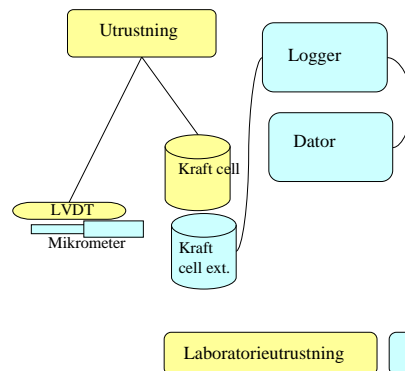 Utrustning
Logger
Dator
Kraft cell
LVDT
Mikrometer
Kraft
cell ext.
Laboratorieutrustning